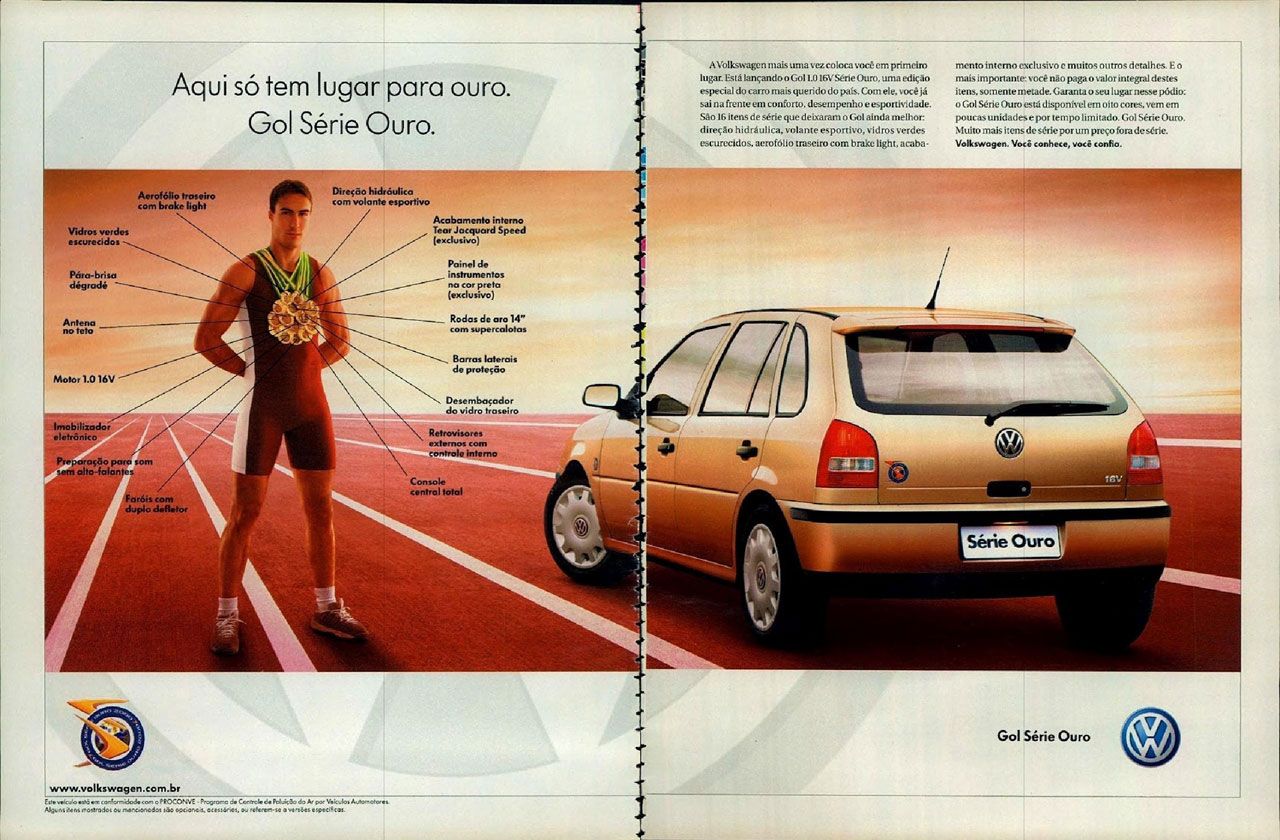 Aqui só tem lugar para ouro.
Gol Série Ouro.
A Volkswagen mais uma vez coloca você em primeiro
lugar. Está lançando o Gol 1.0 16V Série Ouro, uma edição
especial do carro mais querido do país. Com ele, você já
sai na frente em conforto, desempenho e esportividade.
São 16 itens de série que deixaram o Gol ainda melhor:
direção hidráulica, volante esportivo, vidros verdes
escurecidos, aerofólio traseiro com brake light, acaba-
mento interno exclusivo e muitos outros detalhes. E o
mais importante: você não paga o valor integral destes
itens, somente metade. Garanta o seu lugar nesse pódio:
o Gol Série Ouro está disponível em oito cores, vem em
poucas unidades e por tempo limitado. Gol Série Ouro.
Muito mais itens de série por um preço fora de série.
Volkswagen. Você conhece, você confia.
Aerofólio traseiro
com brake light
Vidros verdes
escurecidos
Pára-brisa
dégradé
Antena
no teto
Motor 1.0 16V
Imobilizador
eletrônico
Preparação para som
sem alto-falantes
Faróis com
duplo defletor
Direção hidráulica
com volante esportivo
Acabamento interno
Tear Jacquard Speed
(exclusivo)
Painel de
instrumentos
na cor preta
(exclusivo)
Rodas de aro 14"
com supercalotas
Barras laterais
de proteção
Desembaçador
do vidro traseiro
Retrovisores
externos com
controle interno
Console
central total
16V
Série Ouro
www.volkswagen.com.br
Este veículo está em conformidade com o PROCONVE - Programa de Controle de Poluição do Ar por Veículos Automotores.
Alguns itens mostrados ou mencionados são opcionais, acessórios, ou referem-se a versões específicas.
Gol Série Ouro